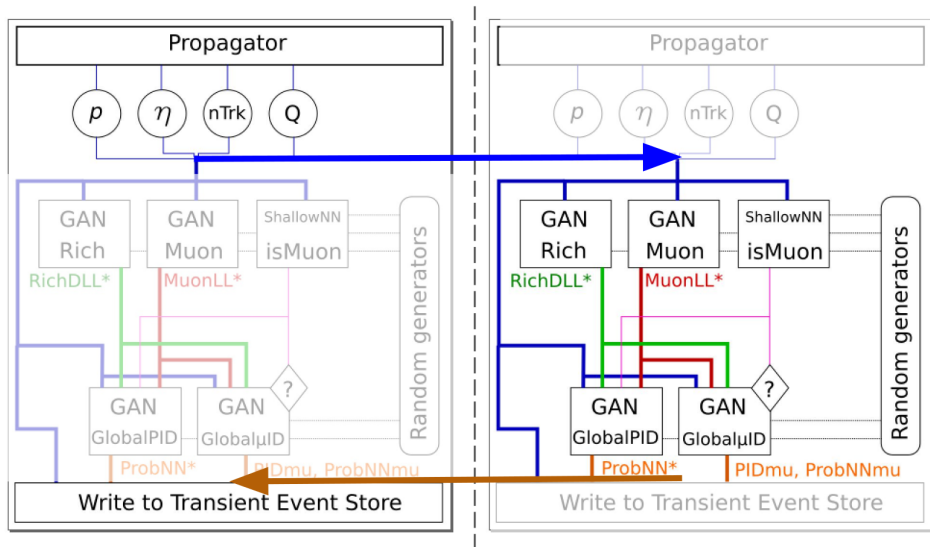 Propagator
p
η
nTrk
Q
GAN
Rich
GAN
Muon
ShallowNN
isMuon
Random generators
RichDLL*
MuonLL*
?
GAN
GlobalPID
GAN
GlobalμID
ProbNN*
PIDmu, ProbNNmu
Write to Transient Event Store
Propagator
p
η
nTrk
Q
GAN
Rich
GAN
Muon
ShallowNN
isMuon
Random generators
RichDLL*
MuonLL*
?
GAN
GlobalPID
GAN
GlobalμID
ProbNN*
PIDmu, ProbNNmu
Write to Transient Event Store